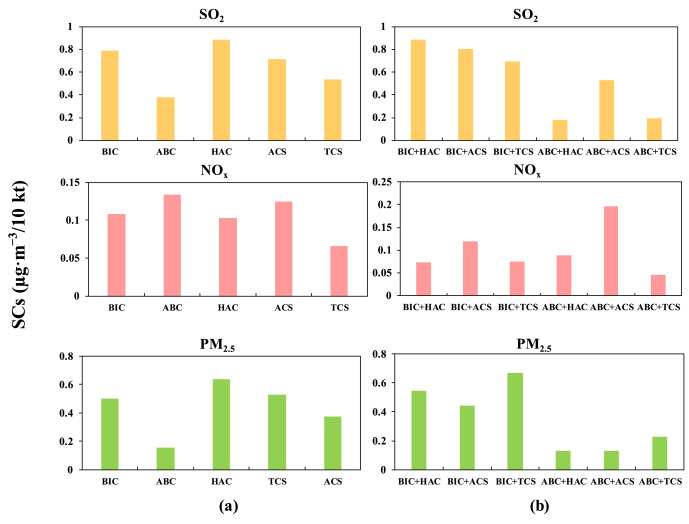 SCs (μg·m⁻³/10 kt)
SO₂
1
0.8
0.6
0.4
0.2
0
BIC ABC HAC ACS TCS
NOₓ
0.15
0.1
0.05
0
BIC ABC HAC ACS TCS
PM₂.₅
0.8
0.6
0.4
0.2
0
BIC ABC HAC TCS ACS
(a)
SO₂
1
0.8
0.6
0.4
0.2
0
BIC+HAC BIC+ACS BIC+TCS ABC+HAC ABC+ACS ABC+TCS
NOₓ
0.25
0.2
0.15
0.1
0.05
0
BIC+HAC BIC+ACS BIC+TCS ABC+HAC ABC+ACS ABC+TCS
PM₂.₅
0.8
0.6
0.4
0.2
0
BIC+HAC BIC+ACS BIC+TCS ABC+HAC ABC+ACS ABC+TCS
(b)